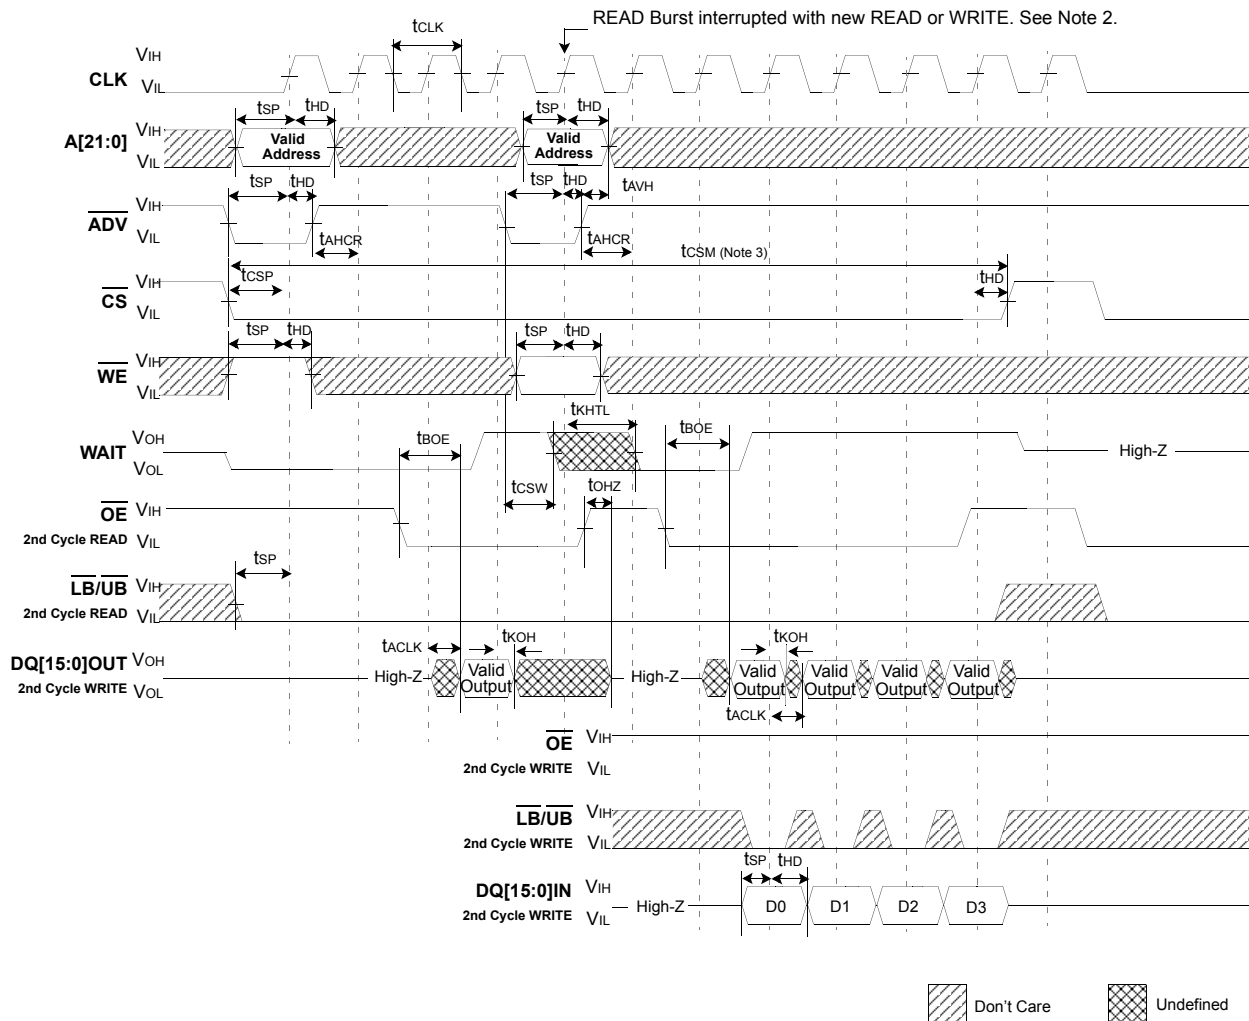 READ Burst interrupted with new READ or WRITE. See Note 2.
tCLK
CLK VIH
VIL
tSP tHD tSP tHD
A[21:0] VIH Valid Address Valid Address
VIL
tSP tHD tSP tHD tAVH
ADV VIH
VIL
tAHCR tAHCR
tCSM (Note 3)
CS VIH tCSP tHD
VIL
tSP tHD tSP tHD
WE VIH
VIL
tKHTL
WAIT VOH tBOE tBOE
High-Z
VOL
tCSW tOHZ
OE VIH
2nd Cycle READ VIL
tSP
LB/UB VIH
2nd Cycle READ VIL
tACLK tKOH tKOH
DQ[15:0]OUT VOH High-Z Valid Output High-Z Valid Output Valid Output Valid Output Valid Output
2nd Cycle WRITE VOL
tACLK
OE VIH
2nd Cycle WRITE VIL
LB/UB VIH
2nd Cycle WRITE VIL
tSP tHD
DQ[15:0]IN VIH
High-Z D0 D1 D2 D3
2nd Cycle WRITE VIL
Don't Care Undefined